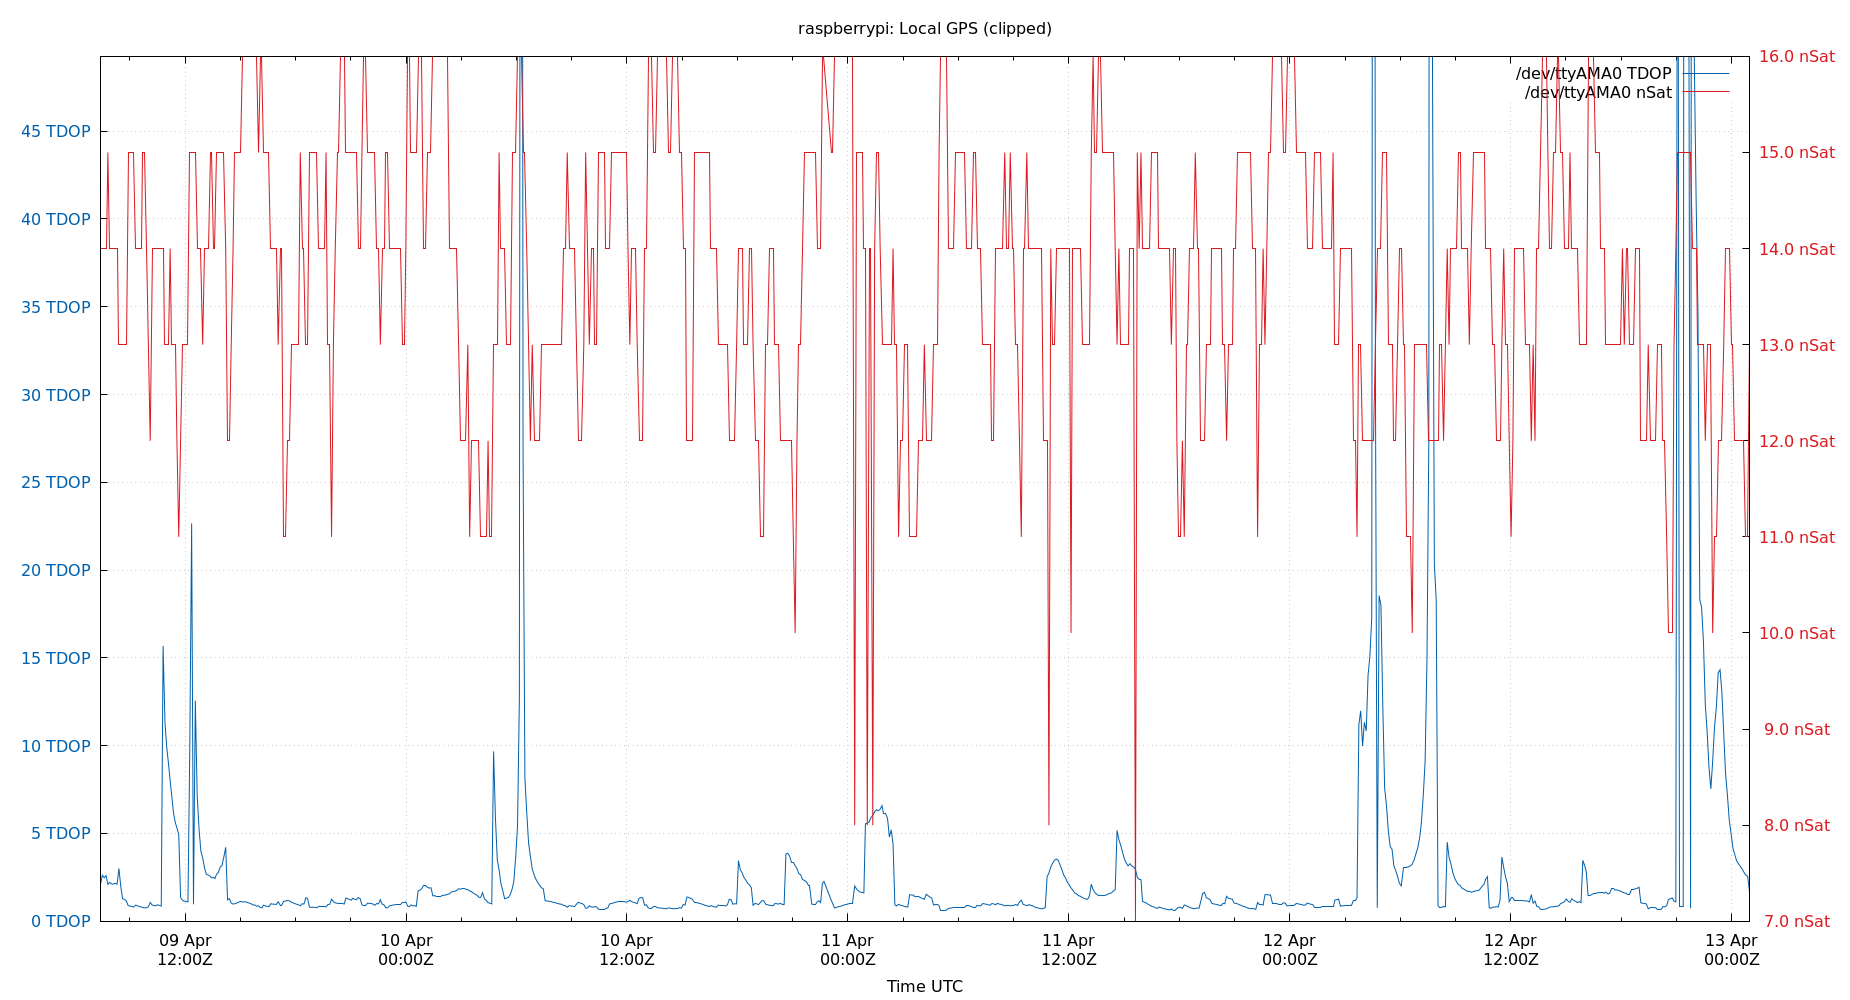 raspberrypi: Local GPS (clipped)
/dev/ttyAMA0 TDOP
/dev/ttyAMA0 nSat
45 TDOP
40 TDOP
35 TDOP
30 TDOP
25 TDOP
20 TDOP
15 TDOP
10 TDOP
5 TDOP
0 TDOP
16.0 nSat
15.0 nSat
14.0 nSat
13.0 nSat
12.0 nSat
11.0 nSat
10.0 nSat
9.0 nSat
8.0 nSat
7.0 nSat
09 Apr
12:00Z
10 Apr
00:00Z
10 Apr
12:00Z
11 Apr
00:00Z
11 Apr
12:00Z
12 Apr
00:00Z
12 Apr
12:00Z
13 Apr
00:00Z
Time UTC